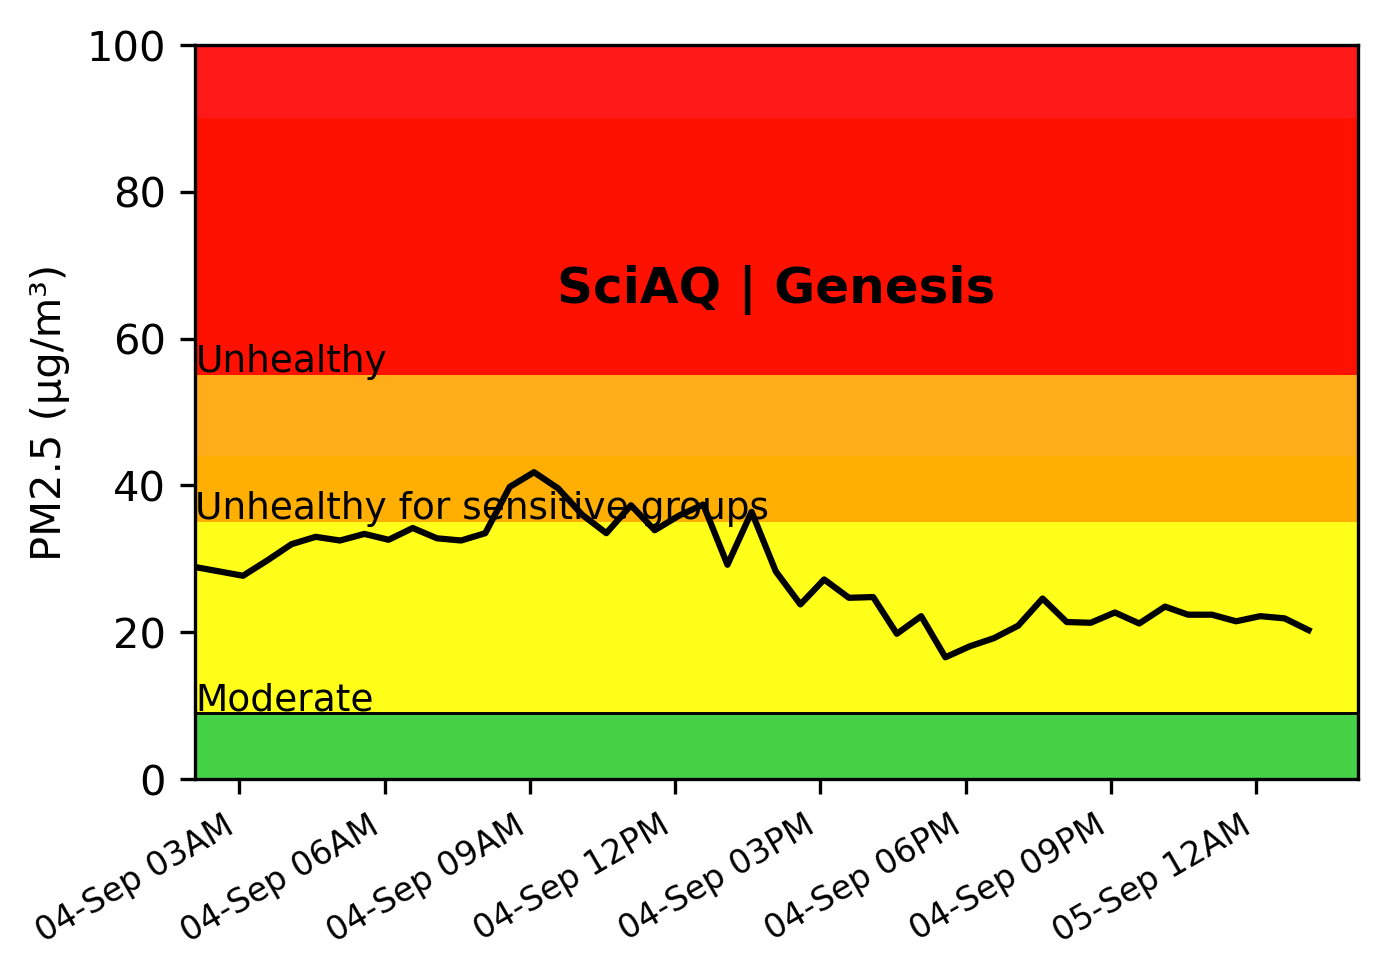 100
80
60
40
20
0
PM2.5 (µg/m³)
SciAQ | Genesis
Unhealthy
Unhealthy for sensitive groups
Moderate
04-Sep 03AM
04-Sep 06AM
04-Sep 09AM
04-Sep 12PM
04-Sep 03PM
04-Sep 06PM
04-Sep 09PM
05-Sep 12AM